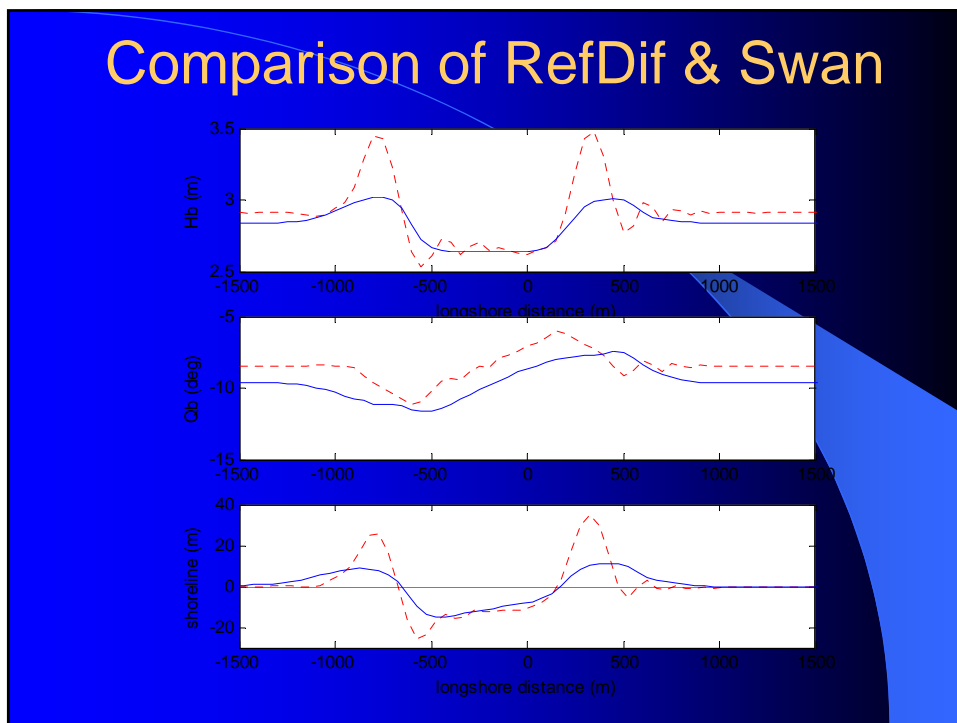 Comparison of RefDif & Swan
3.5
3
2.5
Hb (m)
-1500 -1000 -500 0 500 1000 1500
longshore distance (m)
-5
-10
-15
Qb (deg)
-1500 -1000 -500 0 500 1000 1500
40
20
0
-20
shoreline (m)
-1500 -1000 -500 0 500 1000 1500
longshore distance (m)